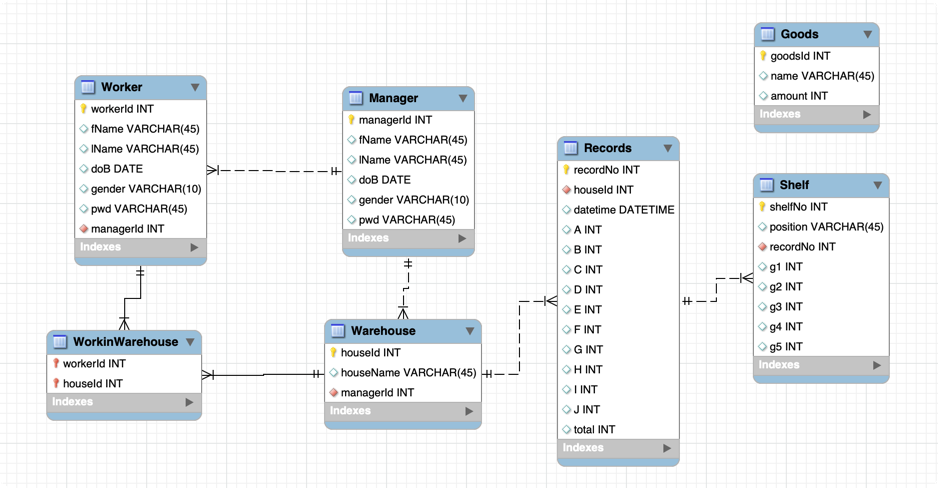 Worker
workerId INT
fName VARCHAR(45)
lName VARCHAR(45)
doB DATE
gender VARCHAR(10)
pwd VARCHAR(45)
managerId INT
Indexes
Manager
managerId INT
fName VARCHAR(45)
lName VARCHAR(45)
doB DATE
gender VARCHAR(10)
pwd VARCHAR(45)
Indexes
WorkinWarehouse
workerId INT
houseId INT
Indexes
Warehouse
houseId INT
houseName VARCHAR(45)
managerId INT
Indexes
Records
recordNo INT
houseId INT
datetime DATETIME
A INT
B INT
C INT
D INT
E INT
F INT
G INT
H INT
I INT
J INT
total INT
Indexes
Goods
goodsId INT
name VARCHAR(45)
amount INT
Indexes
Shelf
shelfNo INT
position VARCHAR(45)
recordNo INT
g1 INT
g2 INT
g3 INT
g4 INT
g5 INT
Indexes